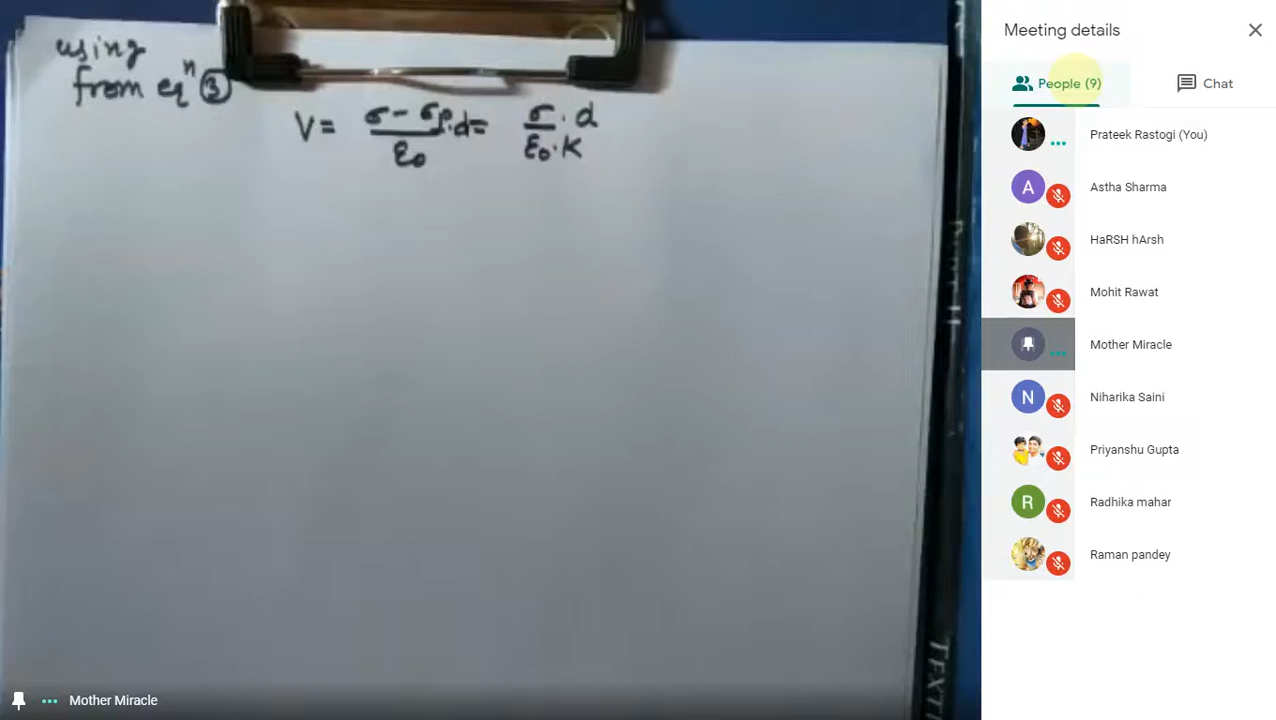 using
from eqⁿ ③
V = σ - σp/ε₀ . d = σ . d/ε₀ . K
Mother Miracle
Meeting details
People (9)
Chat
Prateek Rastogi (You)
A
Astha Sharma
HaRSH hArsh
Mohit Rawat
Mother Miracle
N
Niharika Saini
Priyanshu Gupta
R
Radhika mahar
Raman pandey